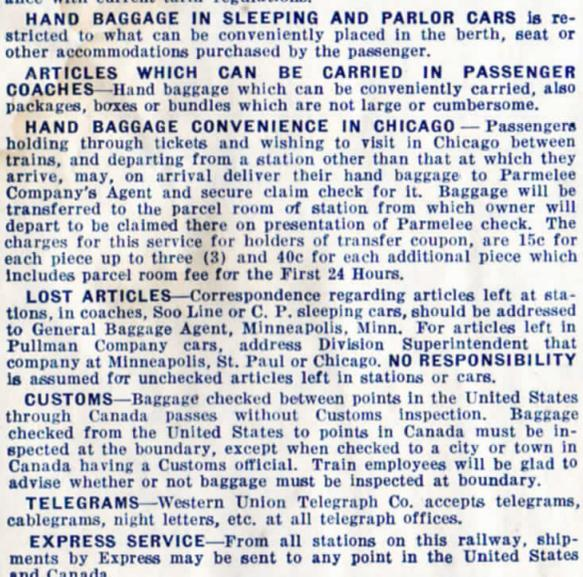 ance with current tariff regulations.
HAND BAGGAGE IN SLEEPING AND PARLOR CARS is re-
stricted to what can be conveniently placed in the berth, seat or
other accommodations purchased by the passenger.
ARTICLES WHICH CAN BE CARRIED IN PASSENGER
COACHES—Hand baggage which can be conveniently carried, also
packages, boxes or bundles which are not large or cumbersome.
HAND BAGGAGE CONVENIENCE IN CHICAGO — Passengers
holding through tickets and wishing to visit in Chicago between
trains, and departing from a station other than that at which they
arrive, may, on arrival deliver their hand baggage to Parmelee
Company's Agent and secure claim check for it. Baggage will be
transferred to the parcel room of station from which owner will
depart to be claimed there on presentation of Parmelee check. The
charges for this service for holders of transfer coupon, are 15c for
each piece up to three (3) and 40c for each additional piece which
includes parcel room fee for the First 24 Hours.
LOST ARTICLES—Correspondence regarding articles left at sta-
tions, in coaches, Soo Line or C. P. sleeping cars, should be addressed
to General Baggage Agent, Minneapolis, Minn. For articles left in
Pullman Company cars, address Division Superintendent that
company at Minneapolis, St. Paul or Chicago. NO RESPONSIBILITY
is assumed for unchecked articles left in stations or cars.
CUSTOMS—Baggage checked between points in the United States
through Canada passes without Customs inspection. Baggage
checked from the United States to points in Canada must be in-
spected at the boundary, except when checked to a city or town in
Canada having a Customs official. Train employees will be glad to
advise whether or not baggage must be inspected at boundary.
TELEGRAMS—Western Union Telegraph Co. accepts telegrams,
cablegrams, night letters, etc. at all telegraph offices.
EXPRESS SERVICE—From all stations on this railway, ship-
ments by Express may be sent to any point in the United States
and Canada